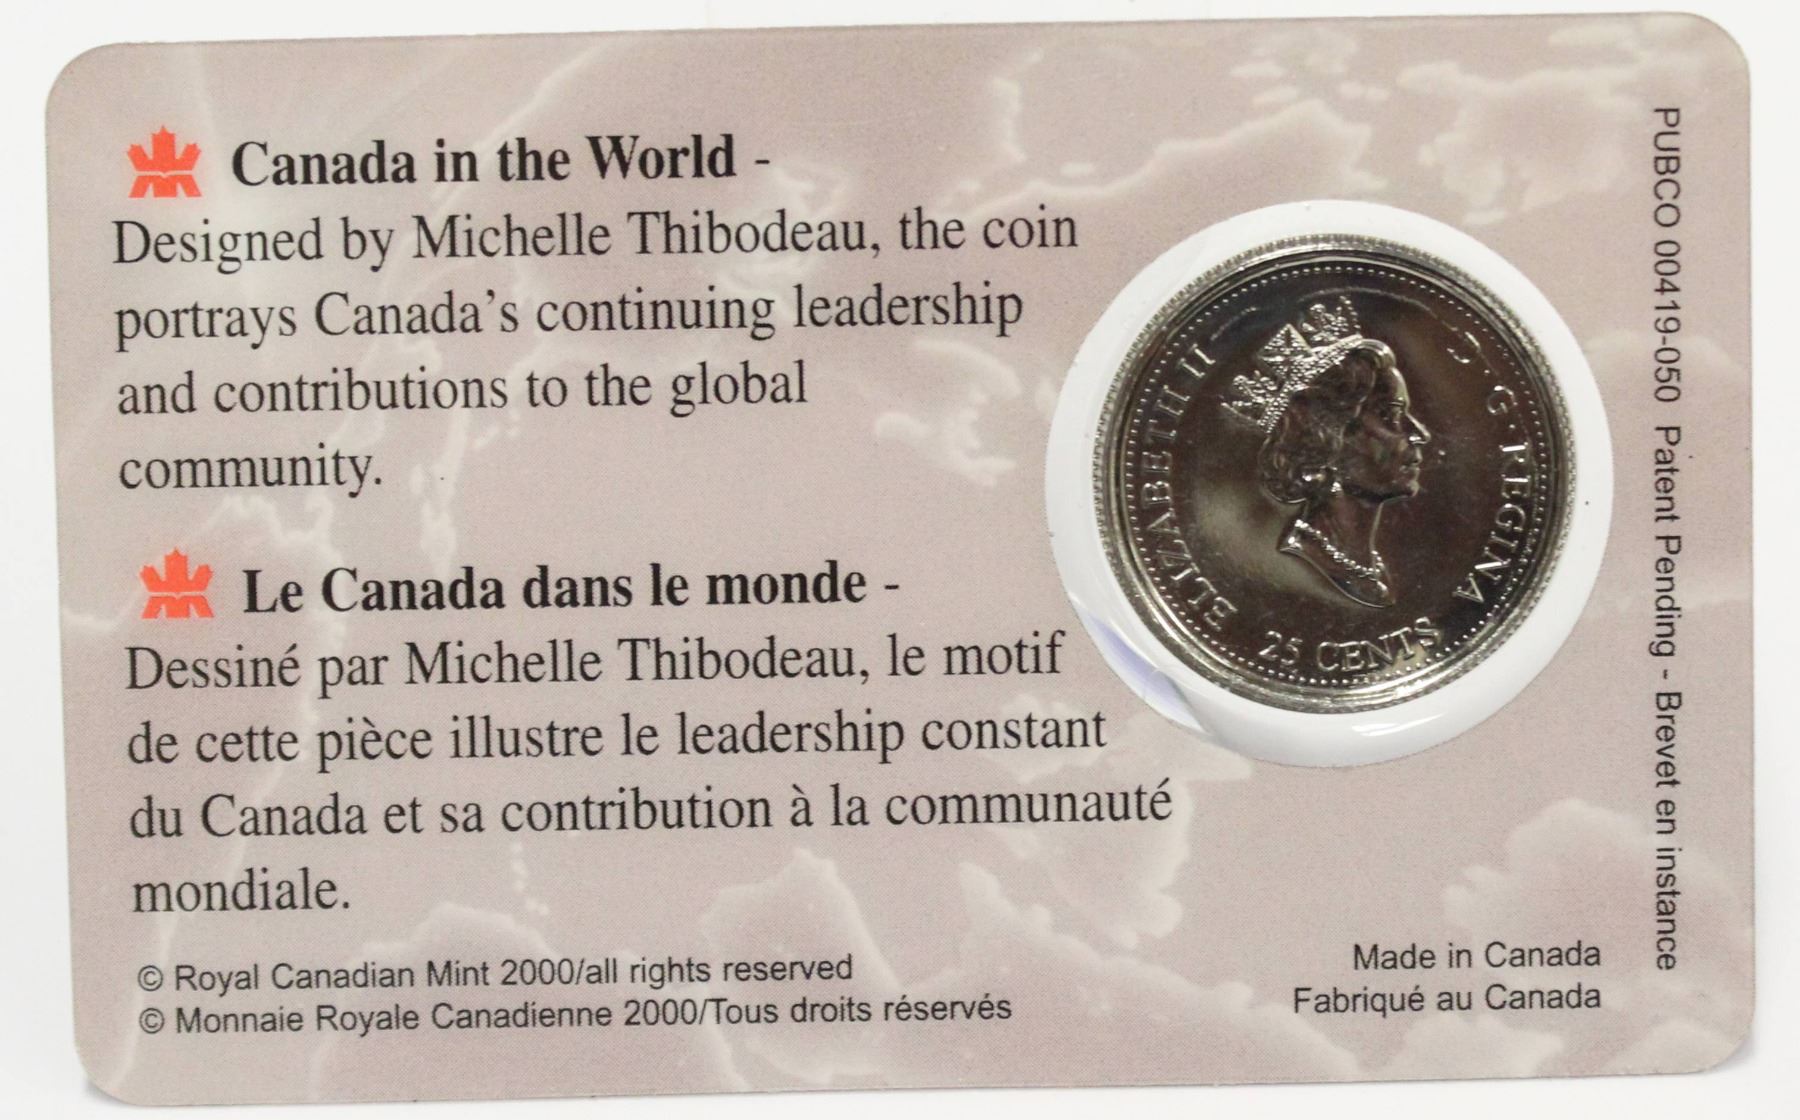 Canada in the World -
Designed by Michelle Thibodeau, the coin
portrays Canada's continuing leadership
and contributions to the global
community.
Le Canada dans le monde -
Dessiné par Michelle Thibodeau, le motif
de cette pièce illustre le leadership constant
du Canada et sa contribution à la communauté
mondiale.
© Royal Canadian Mint 2000/all rights reserved
© Monnaie Royale Canadienne 2000/Tous droits réservés
ELIZABETH II D·G·REGINA
25 CENTS
Made in Canada
Fabriqué au Canada
PUBCO 00419-050 Patent Pending - Brevet en instance